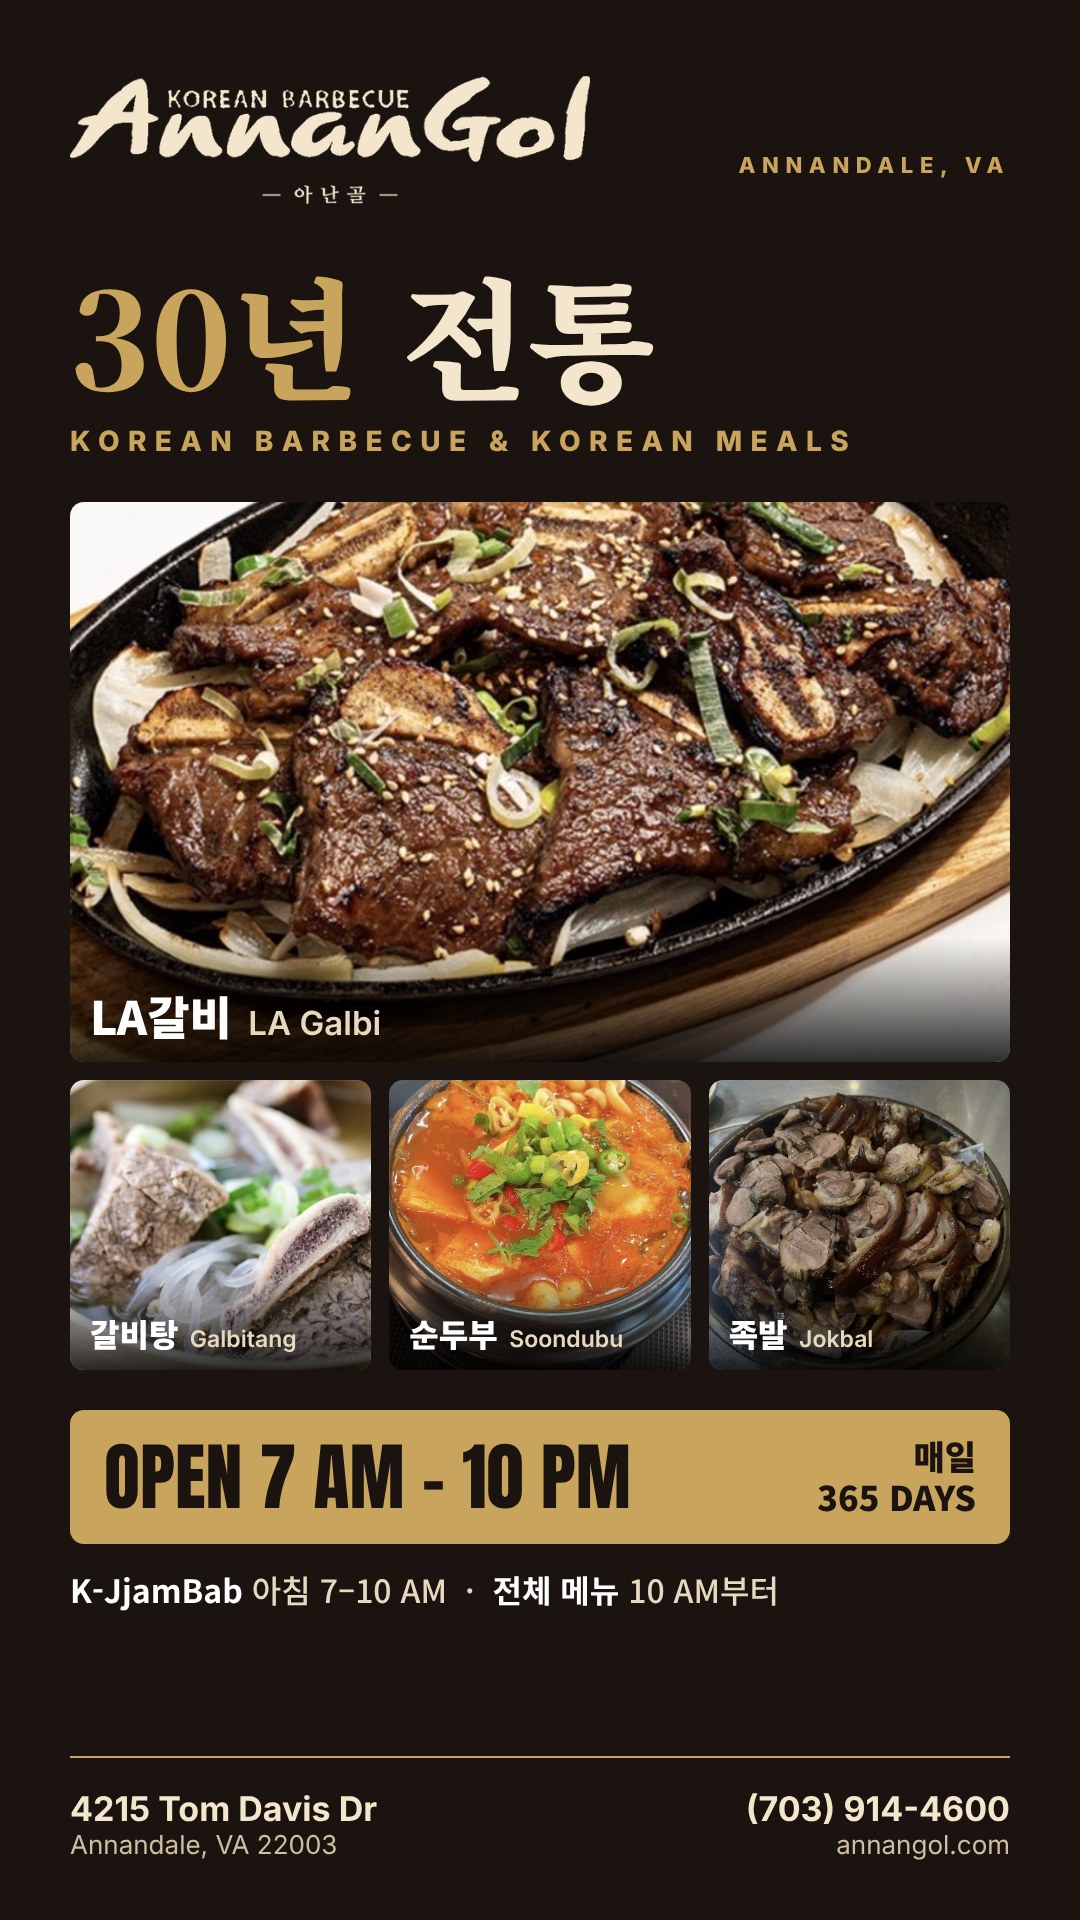 KOREAN BARBECUE
AnnanGol
— 아난골 —
ANNANDALE, VA
30년 전통
KOREAN BARBECUE & KOREAN MEALS
LA갈비 LA Galbi
갈비탕 Galbitang
순두부 Soondubu
족발 Jokbal
OPEN 7 AM - 10 PM
매일
365 DAYS
K-JjamBab 아침 7–10 AM · 전체 메뉴 10 AM부터
4215 Tom Davis Dr
Annandale, VA 22003
(703) 914-4600
annangol.com